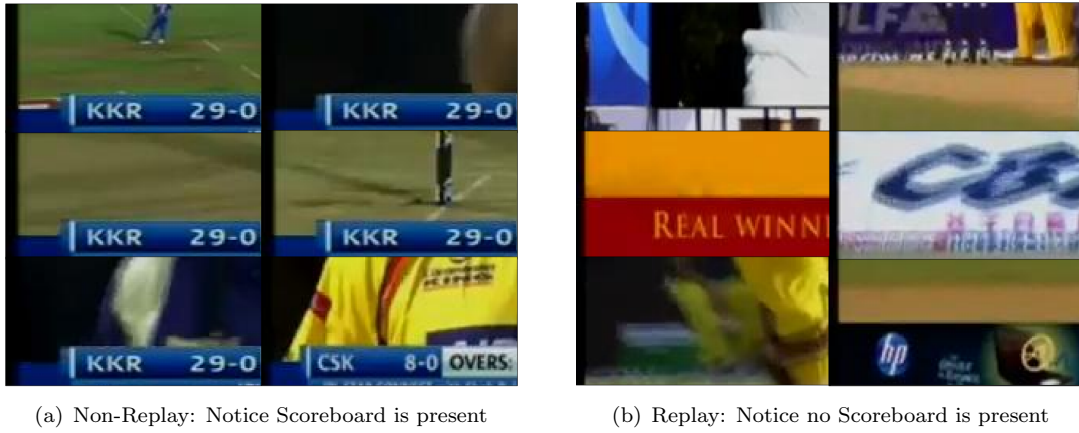 KKR 29-0
KKR 29-0
KKR 29-0
KKR 29-0
KING
KKR 29-0
CSK 8-0 OVERS:
REAL WINN
hp
(a) Non-Replay: Notice Scoreboard is present
(b) Replay: Notice no Scoreboard is present